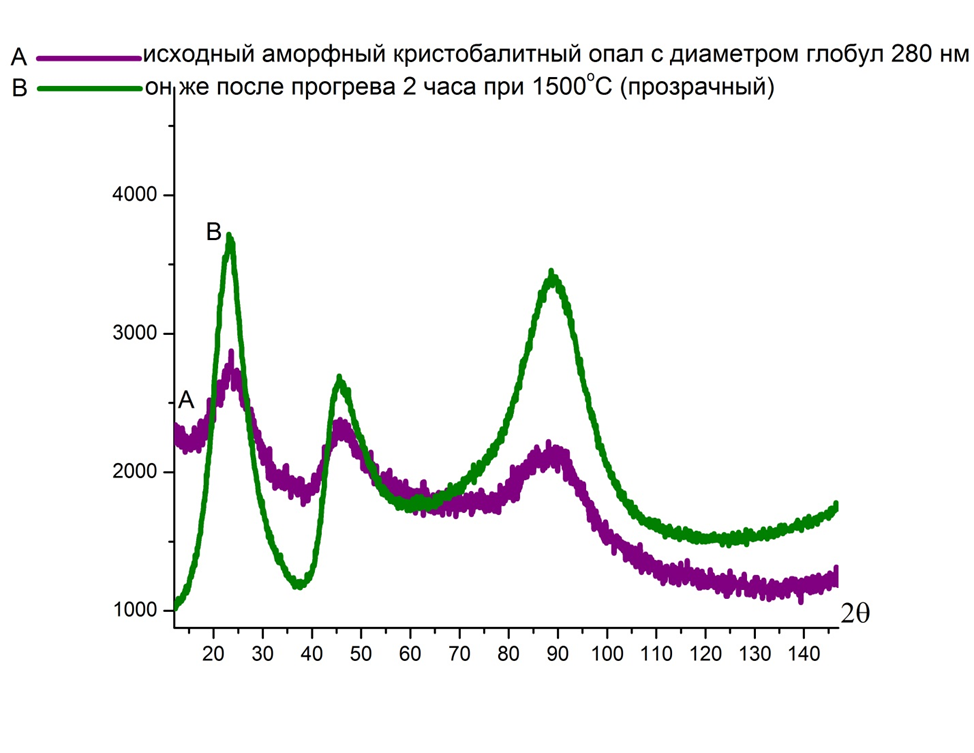 A исходный аморфный кристобалитный опал с диаметром глобул 280 нм
B он же после прогрева 2 часа при 1500°С (прозрачный)
4000
B
3000
A
2000
1000
2θ
20 30 40 50 60 70 80 90 100 110 120 130 140